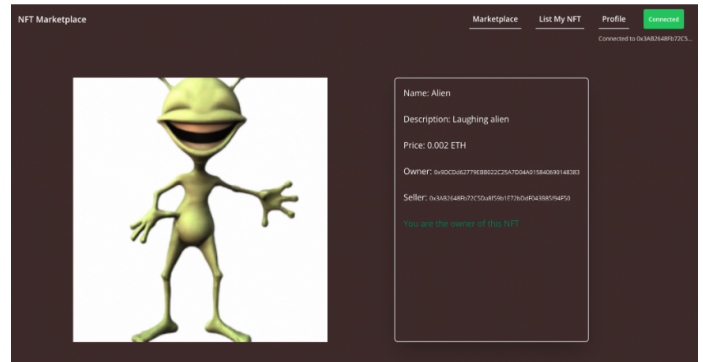 NFT Marketplace
Marketplace List My NFT Profile Connected
Connected to 0x3AB2648Fb72C5...
Name: Alien
Description: Laughing alien
Price: 0.002 ETH
Owner:
Seller:
You are the owner of this NFT